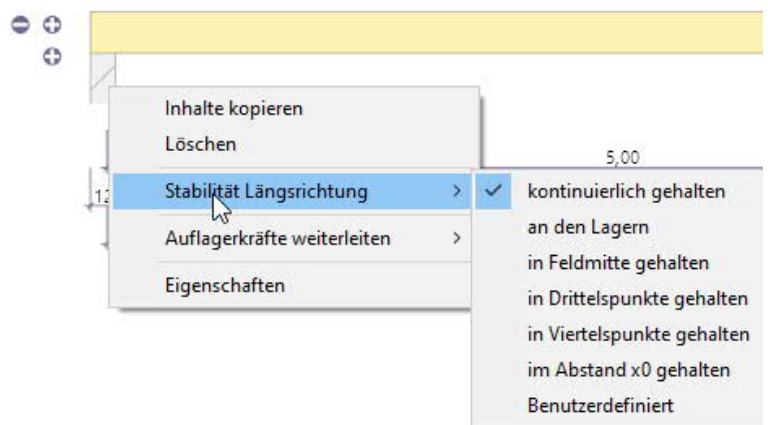 Inhalte kopieren
Löschen
5,00
12
Stabilität Längsrichtung
kontinuierlich gehalten
an den Lagern
Auflagerkräfte weiterleiten
in Feldmitte gehalten
Eigenschaften
in Drittelspunkte gehalten
in Viertelspunkte gehalten
im Abstand x0 gehalten
Benutzerdefiniert